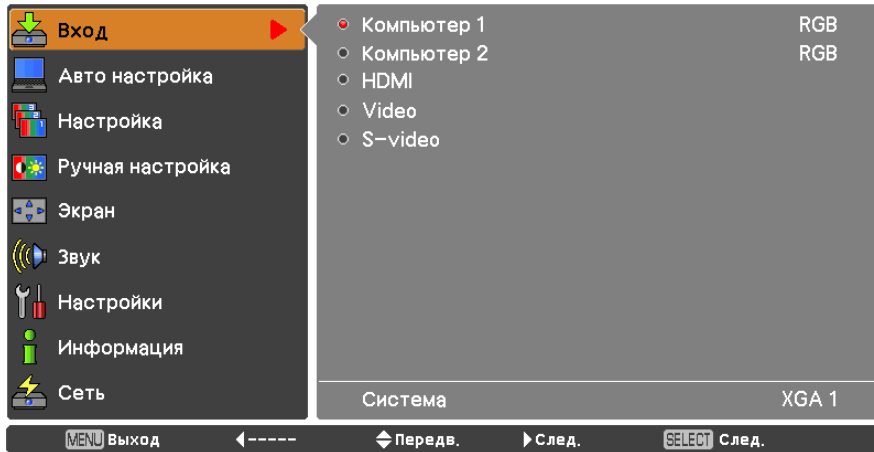 Вход
Авто настройка
Настройка
Ручная настройка
Экран
Звук
Настройки
Информация
Сеть
Компьютер 1 RGB
Компьютер 2 RGB
HDMI
Video
S-video
Система XGA 1
MENU Выход ----- Передв. След. SELECT След.